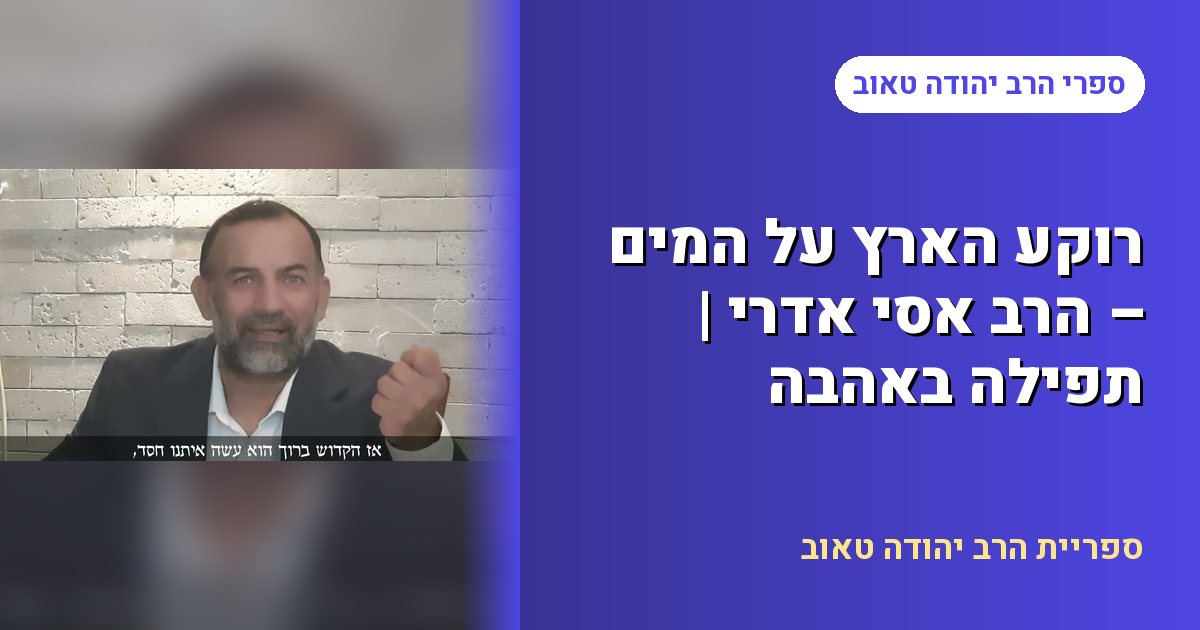 ספרי הרב יהודה טאוב
רוקע הארץ על המים
– הרב אסי אדרי |
תפילה באהבה
אז הקדוש ברוך הוא עשה איתנו חסד,
ספריית הרב יהודה טאוב